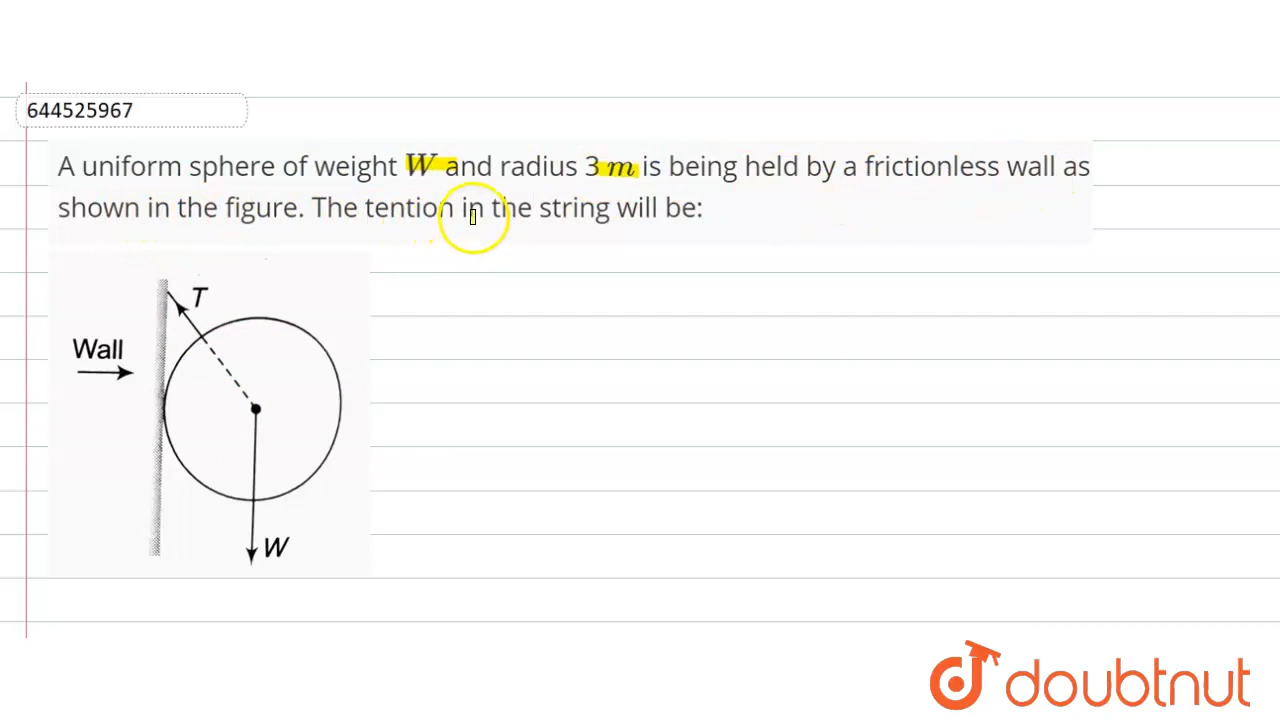 644525967
A uniform sphere of weight W and radius 3 m is being held by a frictionless wall as
shown in the figure. The tention in the string will be:
T
Wall
W
doubtnut